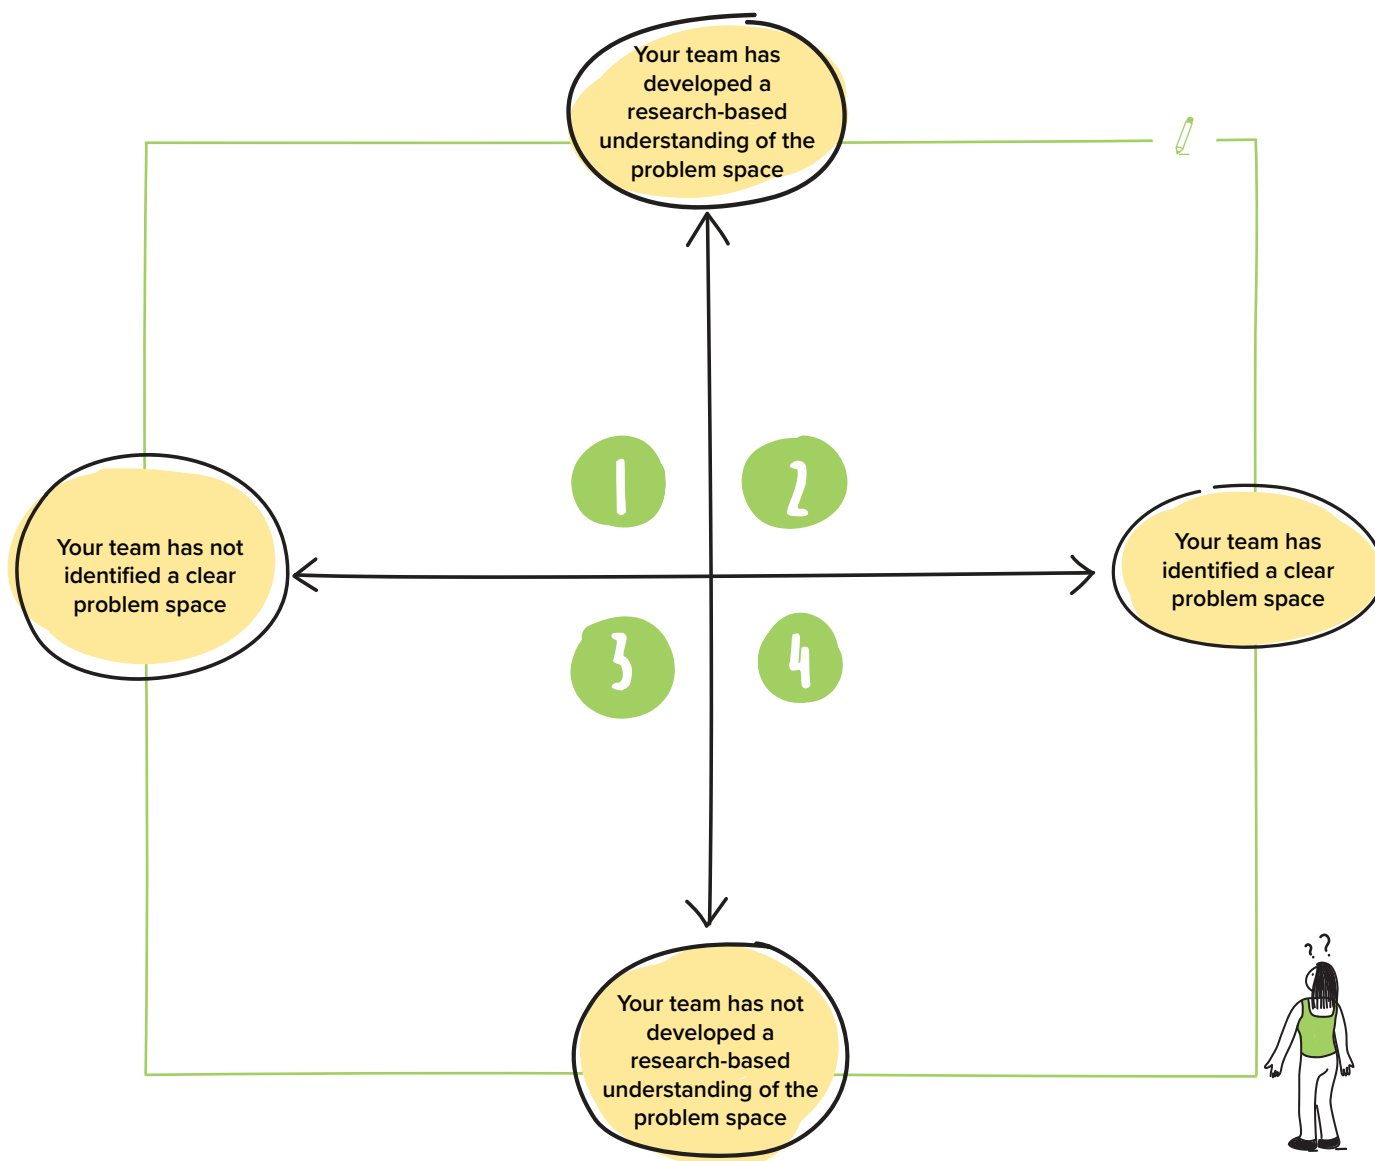 Your team has
developed a
research-based
understanding of the
problem space
1
2
Your team has not
identified a clear
problem space
Your team has
identified a clear
problem space
3
4
? ?
Your team has not
developed a
research-based
understanding of the
problem space